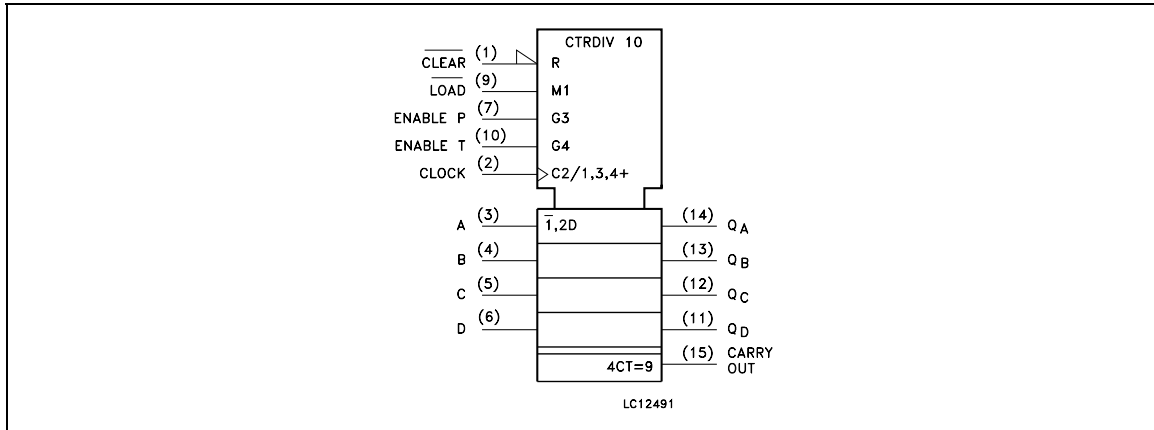 CTRDIV 10
CLEAR (1) R
LOAD (9) M1
ENABLE P (7) G3
ENABLE T (10) G4
CLOCK (2) C2/1,3,4+
A (3) 1̅,2D (14) QA
B (4) (13) QB
C (5) (12) QC
D (6) (11) QD
4CT=9 (15) CARRY
OUT
LC12491